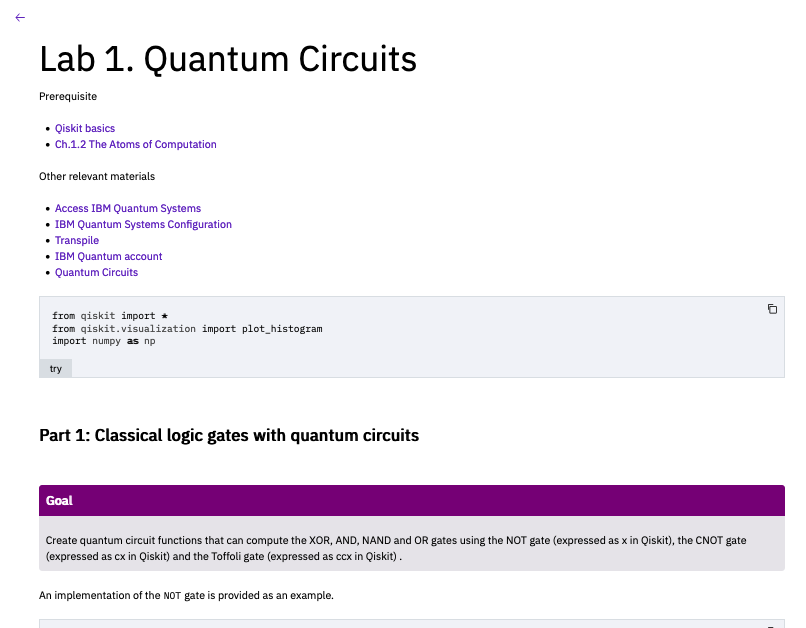 Lab 1. Quantum Circuits
Prerequisite
Qiskit basics
Ch.1.2 The Atoms of Computation
Other relevant materials
Access IBM Quantum Systems
IBM Quantum Systems Configuration
Transpile
IBM Quantum account
Quantum Circuits
from qiskit import *
from qiskit.visualization import plot_histogram
import numpy as np
try
Part 1: Classical logic gates with quantum circuits
Goal
Create quantum circuit functions that can compute the XOR, AND, NAND and OR gates using the NOT gate (expressed as x in Qiskit), the CNOT gate
(expressed as cx in Qiskit) and the Toffoli gate (expressed as ccx in Qiskit) .
An implementation of the NOT gate is provided as an example.